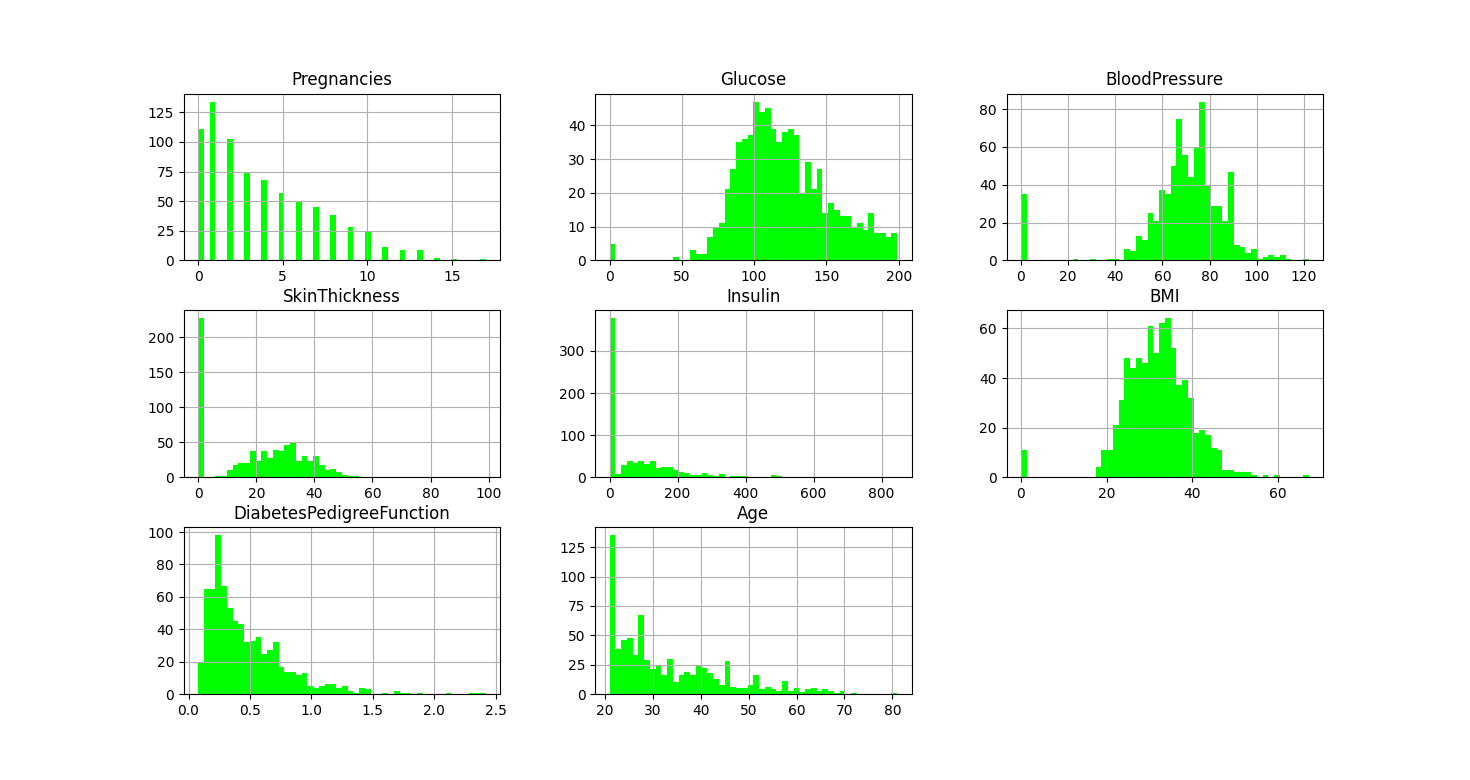 Pregnancies
125
100
75
50
25
0
0 5 10 15
Glucose
40
30
20
10
0
0 50 100 150 200
BloodPressure
80
60
40
20
0
0 20 40 60 80 100 120
SkinThickness
200
150
100
50
0
0 20 40 60 80 100
Insulin
300
200
100
0
0 200 400 600 800
BMI
60
40
20
0
0 20 40 60
DiabetesPedigreeFunction
100
80
60
40
20
0
0.0 0.5 1.0 1.5 2.0 2.5
Age
125
100
75
50
25
0
20 30 40 50 60 70 80